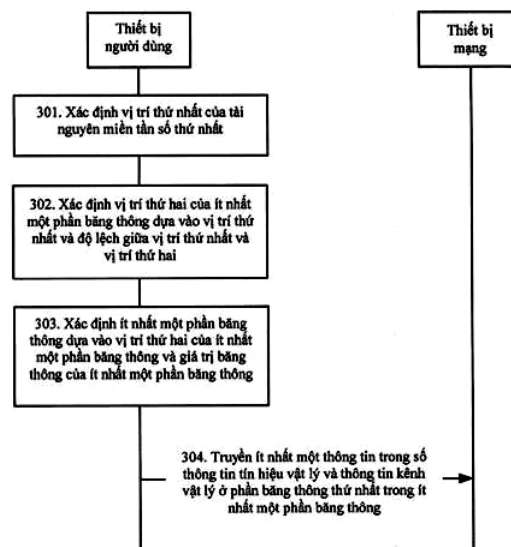 Thiết bị
người dùng
Thiết bị
mạng
301. Xác định vị trí thứ nhất của tài
nguyên miền tần số thứ nhất
302. Xác định vị trí thứ hai của ít nhất
một phần băng thông dựa vào vị trí thứ
nhất và độ lệch giữa vị trí thứ nhất và
vị trí thứ hai
303. Xác định ít nhất một phần băng
thông dựa vào vị trí thứ hai của ít nhất
một phần băng thông và giá trị băng
thông của ít nhất một phần băng thông
304. Truyền ít nhất một thông tin trong số
thông tin tín hiệu vật lý và thông tin kênh
vật lý ở phần băng thông thứ nhất trong ít
nhất một phần băng thông